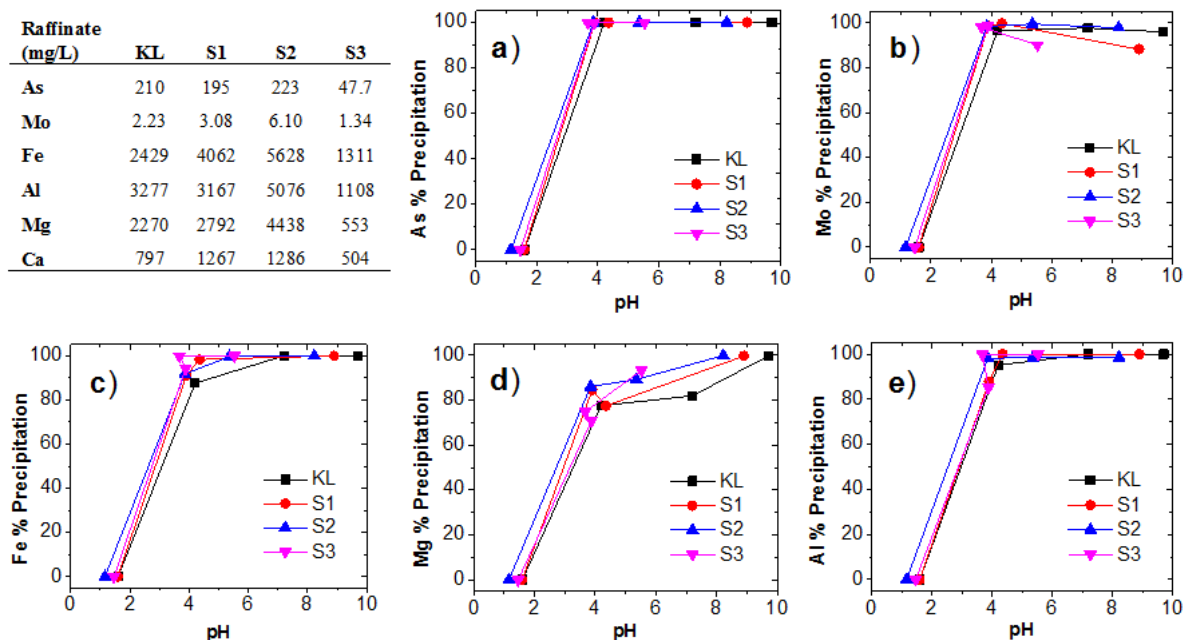 Raffinate
(mg/L) KL S1 S2 S3
As 210 195 223 47.7
Mo 2.23 3.08 6.10 1.34
Fe 2429 4062 5628 1311
Al 3277 3167 5076 1108
Mg 2270 2792 4438 553
Ca 797 1267 1286 504
a)
As % Precipitation
100
80
60
40
20
0
KL
S1
S2
S3
0 2 4 6 8 10
pH
b)
Mo % Precipitation
100
80
60
40
20
0
KL
S1
S2
S3
0 2 4 6 8 10
pH
c)
Fe % Precipitation
100
80
60
40
20
0
KL
S1
S2
S3
0 2 4 6 8 10
pH
d)
Mg % Precipitation
100
80
60
40
20
0
KL
S1
S2
S3
0 2 4 6 8 10
pH
e)
Al % Precipitation
100
80
60
40
20
0
KL
S1
S2
S3
0 2 4 6 8 10
pH